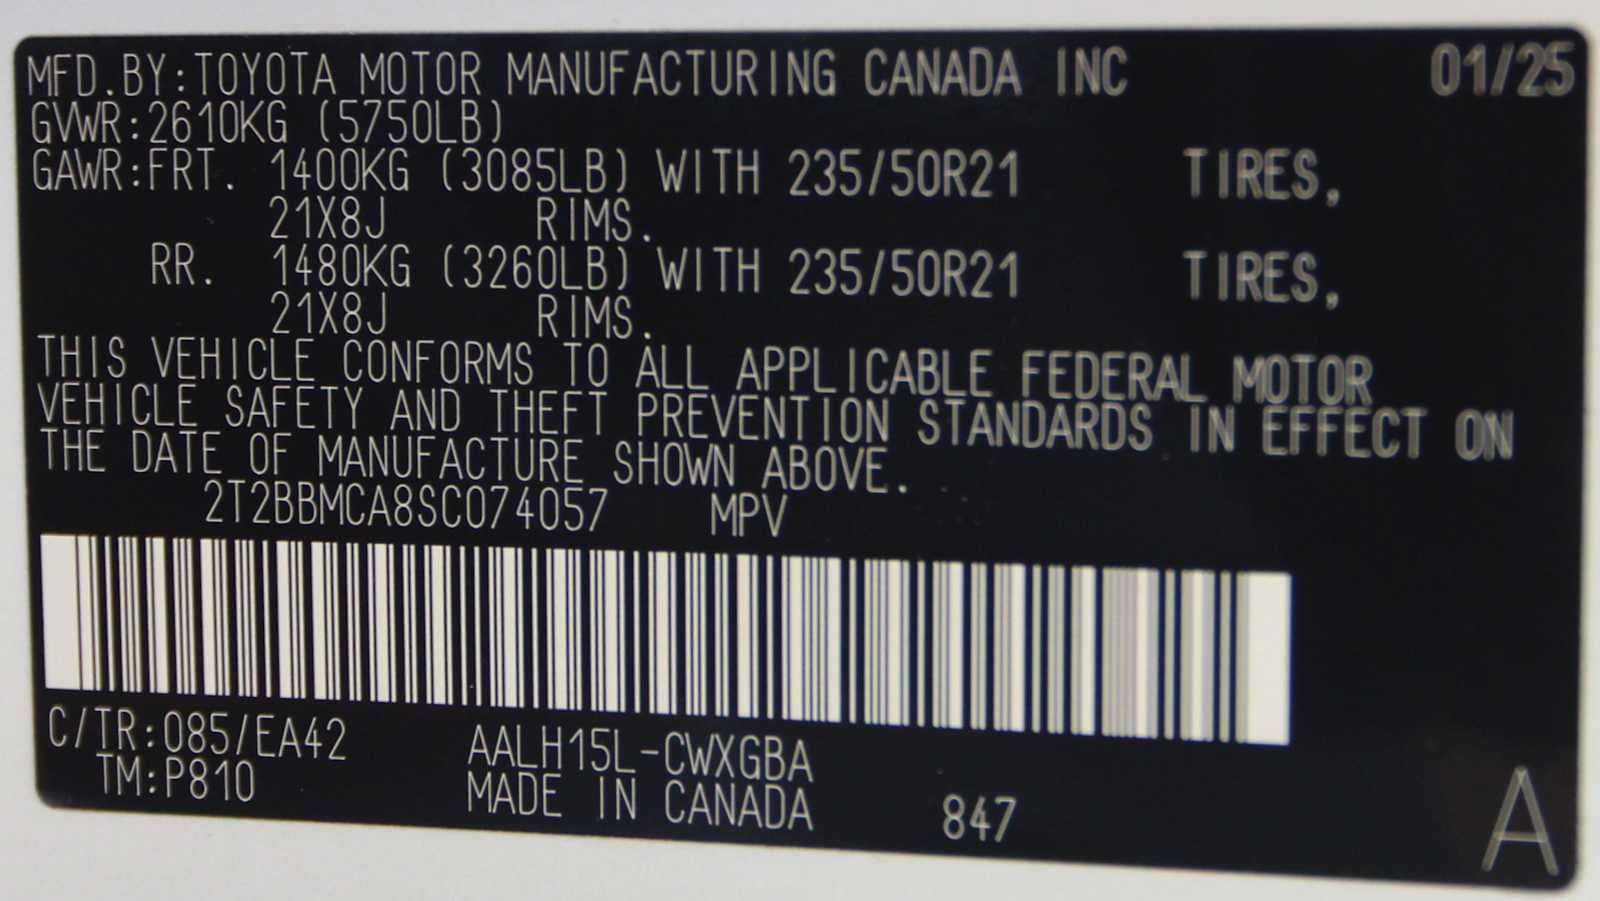 MFD.BY:TOYOTA MOTOR MANUFACTURING CANADA INC 01/25
GVWR:2610KG (5750LB)
GAWR:FRT. 1400KG (3085LB) WITH 235/50R21 TIRES,
21X8J RIMS.
RR. 1480KG (3260LB) WITH 235/50R21 TIRES,
21X8J RIMS.
THIS VEHICLE CONFORMS TO ALL APPLICABLE FEDERAL MOTOR
VEHICLE SAFETY AND THEFT PREVENTION STANDARDS IN EFFECT ON
THE DATE OF MANUFACTURE SHOWN ABOVE.
2T2BBMCA8SC074057 MPV
C/TR:085/EA42 AALH15L-CWXGBA
TM:P810 MADE IN CANADA 847 A